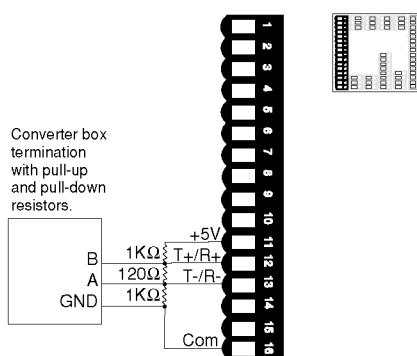 1
2
3
4
5
6
7
8
9
10
11
12
13
14
15
16
Converter box
termination
with pull-up
and pull-down
resistors.
+5V
B 1KΩ T+/R+
A 120Ω T-/R-
GND 1KΩ
Com